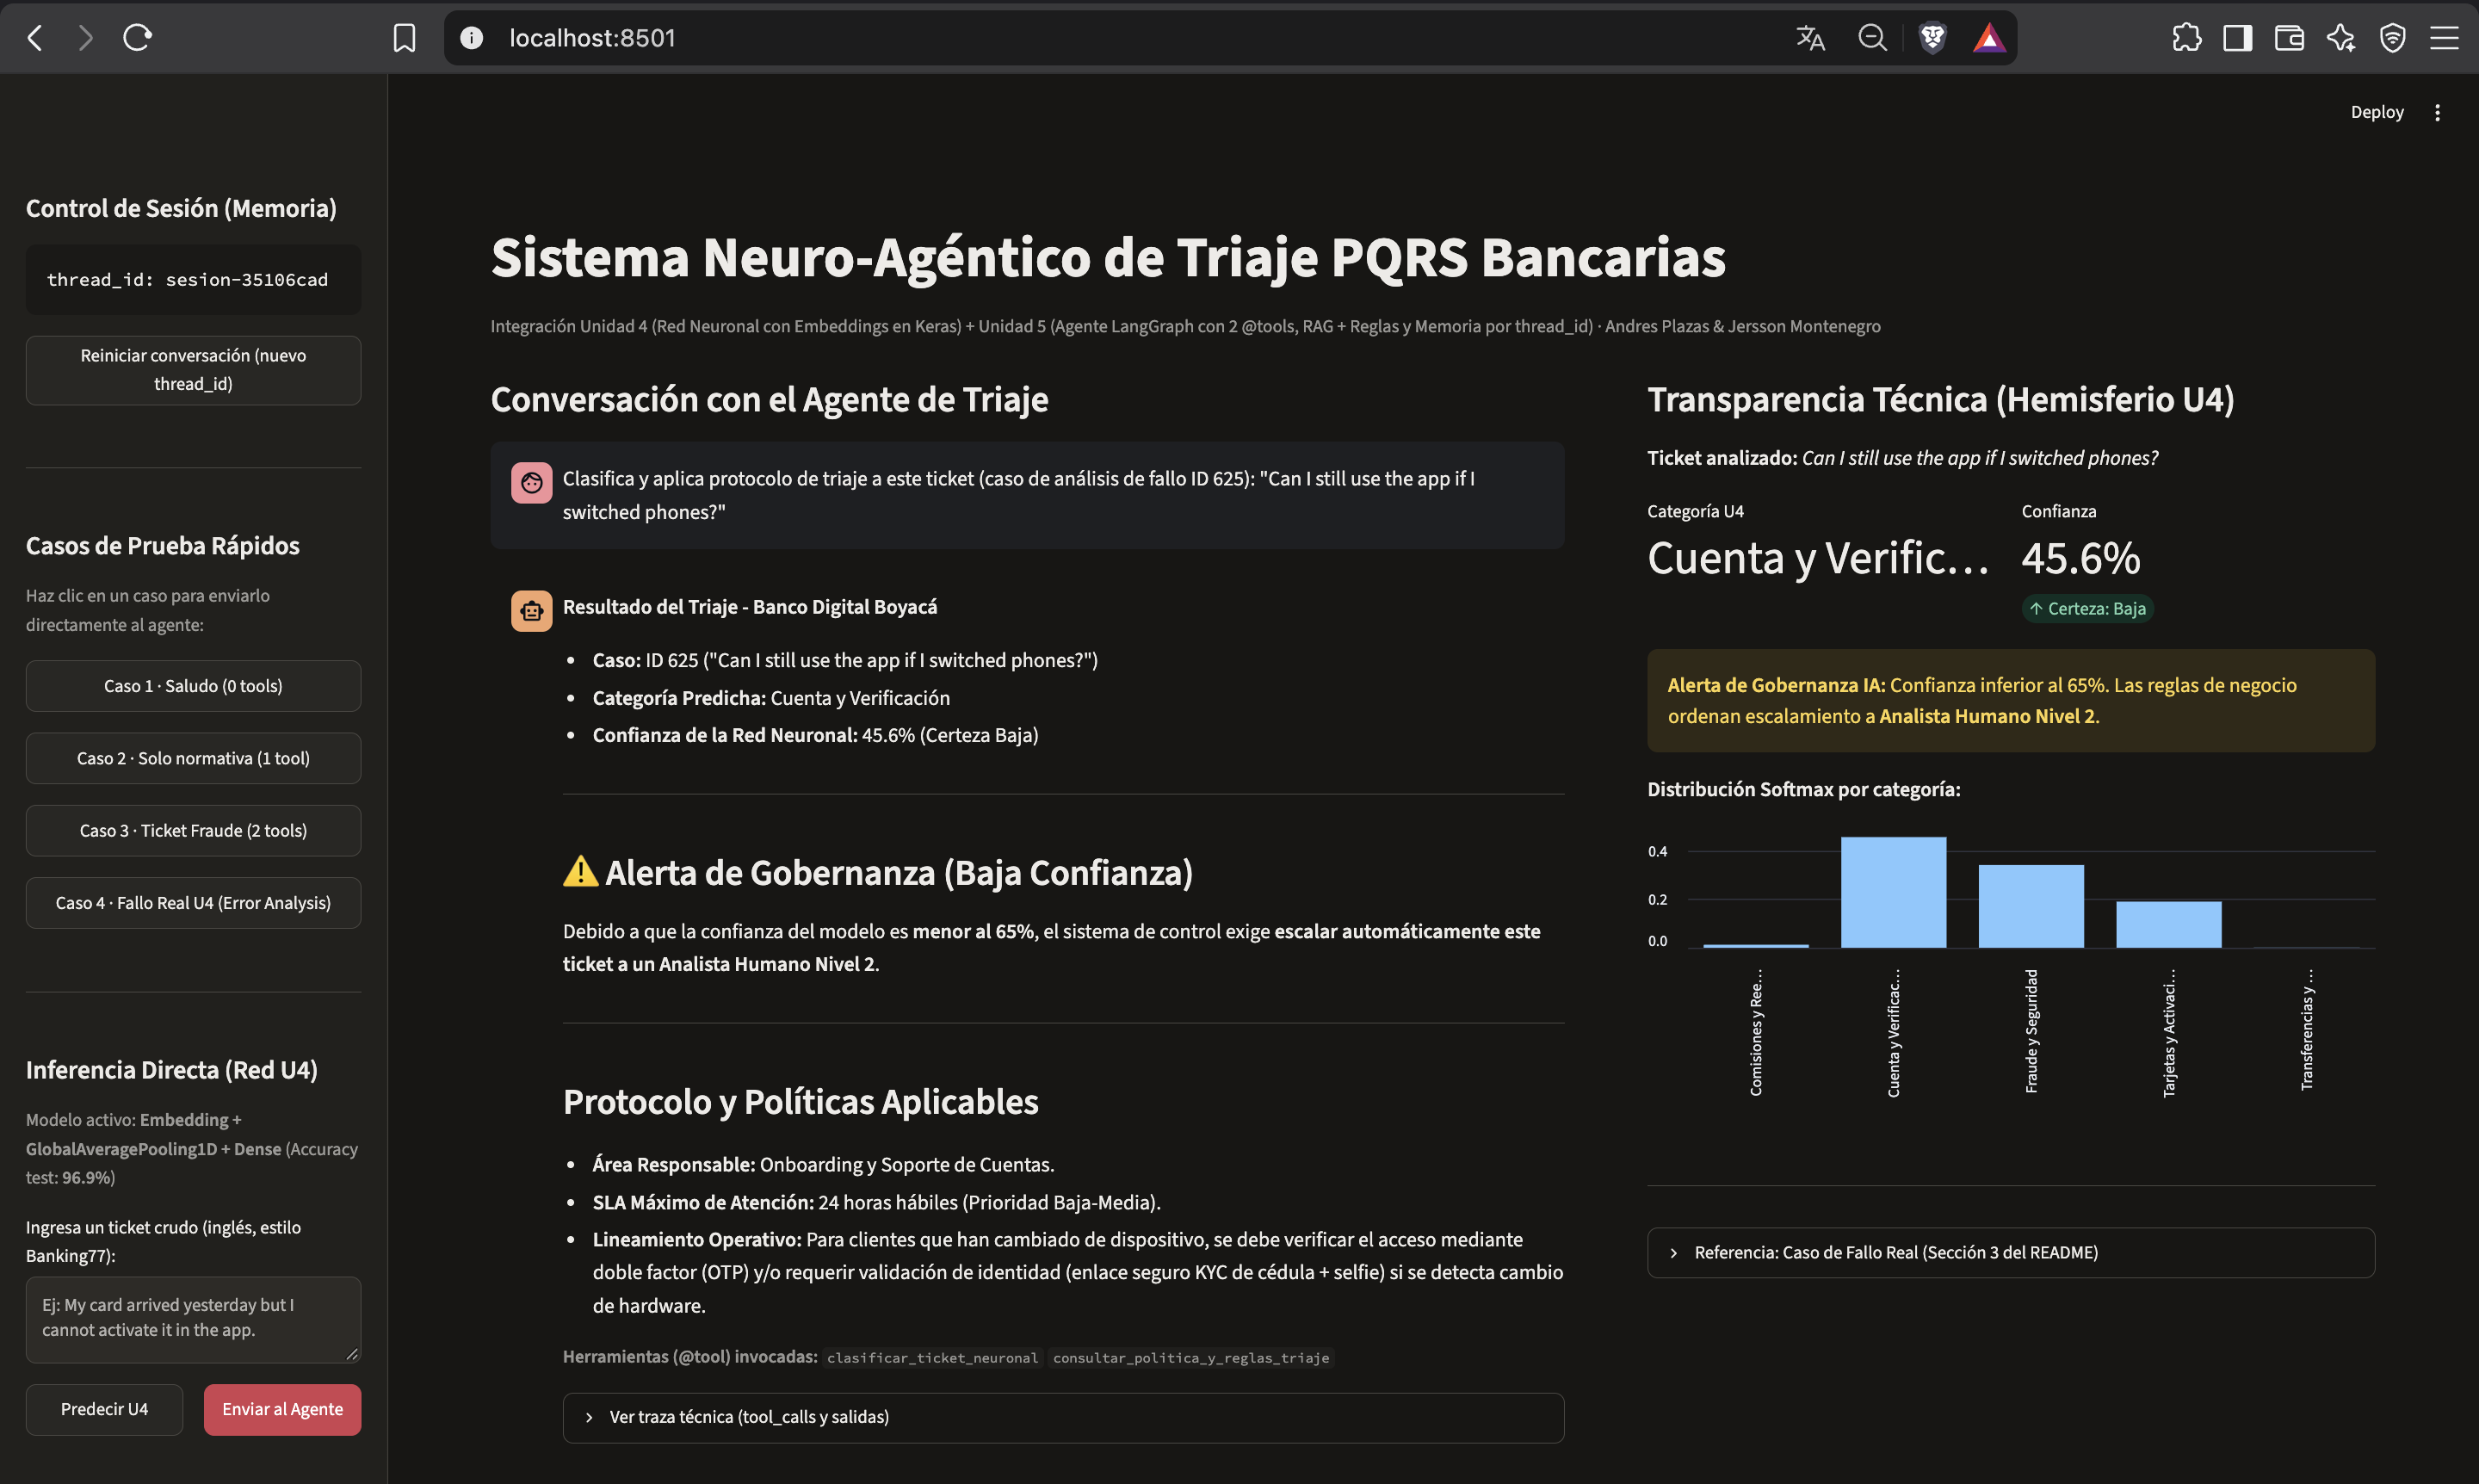 localhost:8501
Deploy
Control de Sesión (Memoria)
thread_id: sesion-35106cad
Reiniciar conversación (nuevo
thread_id)
Casos de Prueba Rápidos
Haz clic en un caso para enviarlo
directamente al agente:
Caso 1 · Saludo (0 tools)
Caso 2 · Solo normativa (1 tool)
Caso 3 · Ticket Fraude (2 tools)
Caso 4 · Fallo Real U4 (Error Analysis)
Inferencia Directa (Red U4)
Modelo activo: Embedding +
GlobalAveragePooling1D + Dense (Accuracy
test: 96.9%)
Ingresa un ticket crudo (inglés, estilo
Banking77):
Ej: My card arrived yesterday but I
cannot activate it in the app.
Predecir U4
Enviar al Agente
Sistema Neuro-Agéntico de Triaje PQRS Bancarias
Integración Unidad 4 (Red Neuronal con Embeddings en Keras) + Unidad 5 (Agente LangGraph con 2 @tools, RAG + Reglas y Memoria por thread_id) · Andres Plazas & Jersson Montenegro
Conversación con el Agente de Triaje
Clasifica y aplica protocolo de triaje a este ticket (caso de análisis de fallo ID 625): "Can I still use the app if I
switched phones?"
Resultado del Triaje - Banco Digital Boyacá
• Caso: ID 625 ("Can I still use the app if I switched phones?")
• Categoría Predicha: Cuenta y Verificación
• Confianza de la Red Neuronal: 45.6% (Certeza Baja)
⚠️ Alerta de Gobernanza (Baja Confianza)
Debido a que la confianza del modelo es menor al 65%, el sistema de control exige escalar automáticamente este
ticket a un Analista Humano Nivel 2.
Protocolo y Políticas Aplicables
• Área Responsable: Onboarding y Soporte de Cuentas.
• SLA Máximo de Atención: 24 horas hábiles (Prioridad Baja-Media).
• Lineamiento Operativo: Para clientes que han cambiado de dispositivo, se debe verificar el acceso mediante
doble factor (OTP) y/o requerir validación de identidad (enlace seguro KYC de cédula + selfie) si se detecta cambio
de hardware.
Herramientas (@tool) invocadas: clasificar_ticket_neuronal consultar_politica_y_reglas_triaje
Ver traza técnica (tool_calls y salidas)
Transparencia Técnica (Hemisferio U4)
Ticket analizado: Can I still use the app if I switched phones?
Categoría U4
Cuenta y Verific...
Confianza
45.6%
↑ Certeza: Baja
Alerta de Gobernanza IA: Confianza inferior al 65%. Las reglas de negocio
ordenan escalamiento a Analista Humano Nivel 2.
Distribución Softmax por categoría:
0.4
0.2
0.0
Comisiones y Ree...
Cuenta y Verificac...
Fraude y Seguridad
Tarjetas y Activaci...
Transferencias y ...
Referencia: Caso de Fallo Real (Sección 3 del README)